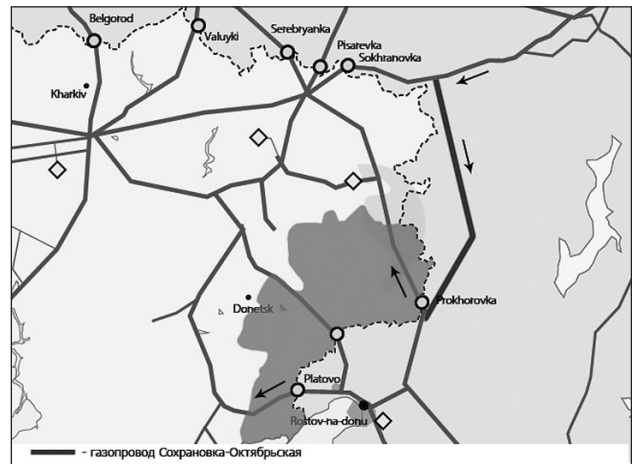 Belgorod
Valuyki
Serebryanka
Pisarevka
Sokhranovka
Kharkiv
Prokhorovka
Donetsk
Platovo
Rostov-na-donu
- газопровод Сохрановка-Октябрьская